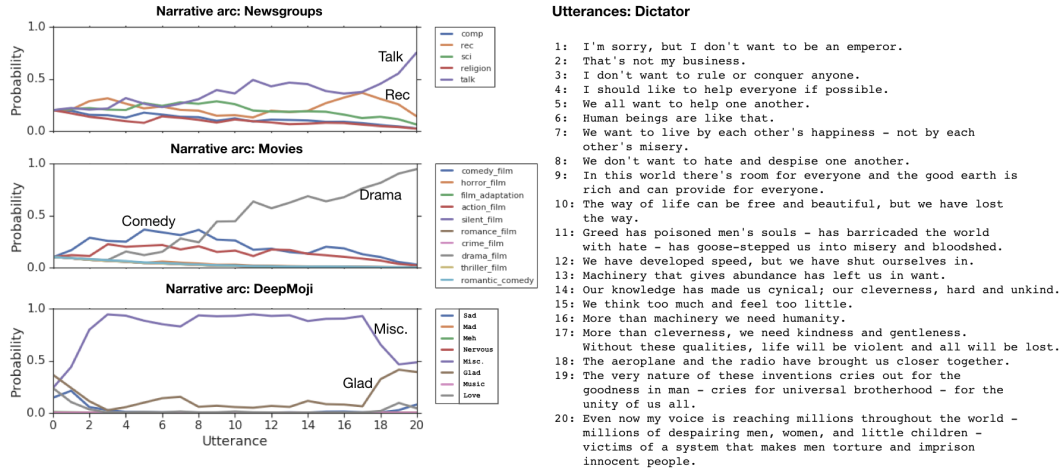 Narrative arc: Newsgroups
1.0
0.5
0.0
Probability
Talk
Rec
comp
rec
sci
religion
talk
Narrative arc: Movies
1.0
0.5
0.0
Probability
Comedy
Drama
comedy_film
horror_film
film_adaptation
action_film
silent_film
romance_film
crime_film
drama_film
thriller_film
romantic_comedy
Narrative arc: DeepMoji
1.0
0.5
0.0
Probability
Misc.
Glad
Sad
Mad
Meh
Nervous
Misc.
Glad
Music
Love
0 2 4 6 8 10 12 14 16 18 20
Utterance
Utterances: Dictator
1: I'm sorry, but I don't want to be an emperor.
2: That's not my business.
3: I don't want to rule or conquer anyone.
4: I should like to help everyone if possible.
5: We all want to help one another.
6: Human beings are like that.
7: We want to live by each other's happiness - not by each
other's misery.
8: We don't want to hate and despise one another.
9: In this world there's room for everyone and the good earth is
rich and can provide for everyone.
10: The way of life can be free and beautiful, but we have lost
the way.
11: Greed has poisoned men's souls - has barricaded the world
with hate - has goose-stepped us into misery and bloodshed.
12: We have developed speed, but we have shut ourselves in.
13: Machinery that gives abundance has left us in want.
14: Our knowledge has made us cynical; our cleverness, hard and unkind.
15: We think too much and feel too little.
16: More than machinery we need humanity.
17: More than cleverness, we need kindness and gentleness.
Without these qualities, life will be violent and all will be lost.
18: The aeroplane and the radio have brought us closer together.
19: The very nature of these inventions cries out for the
goodness in man - cries for universal brotherhood - for the
unity of us all.
20: Even now my voice is reaching millions throughout the world -
millions of despairing men, women, and little children -
victims of a system that makes men torture and imprison
innocent people.